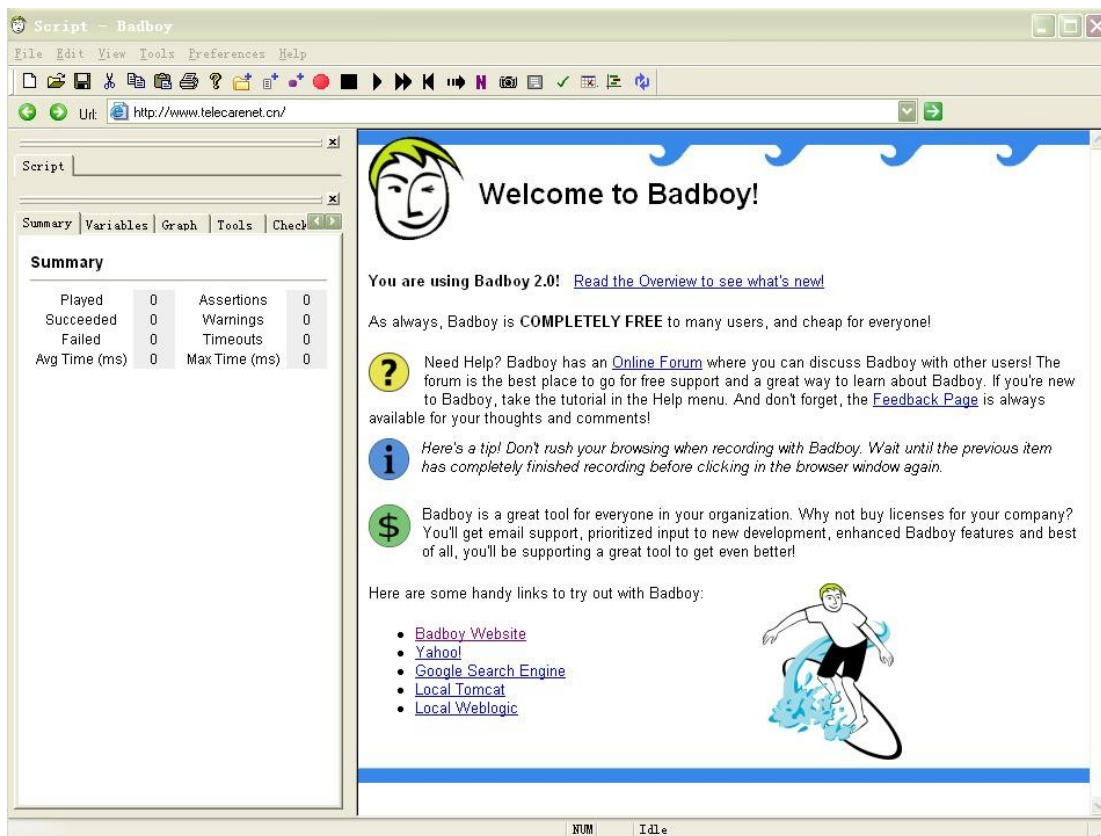 Script - Badboy
File Edit View Tools Preferences Help
N
Url: http://www.telecarenet.cn/
Script
Summary Variables Graph Tools Check
Summary
Played 0 Assertions 0
Succeeded 0 Warnings 0
Failed 0 Timeouts 0
Avg Time (ms) 0 Max Time (ms) 0
Welcome to Badboy!
You are using Badboy 2.0! Read the Overview to see what's new!
As always, Badboy is COMPLETELY FREE to many users, and cheap for everyone!
? Need Help? Badboy has an Online Forum where you can discuss Badboy with other users! The
forum is the best place to go for free support and a great way to learn about Badboy. If you're new
to Badboy, take the tutorial in the Help menu. And don't forget, the Feedback Page is always
available for your thoughts and comments!
i Here's a tip! Don't rush your browsing when recording with Badboy. Wait until the previous item
has completely finished recording before clicking in the browser window again.
$ Badboy is a great tool for everyone in your organization. Why not buy licenses for your company?
You'll get email support, prioritized input to new development, enhanced Badboy features and best
of all, you'll be supporting a great tool to get even better!
Here are some handy links to try out with Badboy:
• Badboy Website
• Yahoo!
• Google Search Engine
• Local Tomcat
• Local Weblogic
NUM Idle